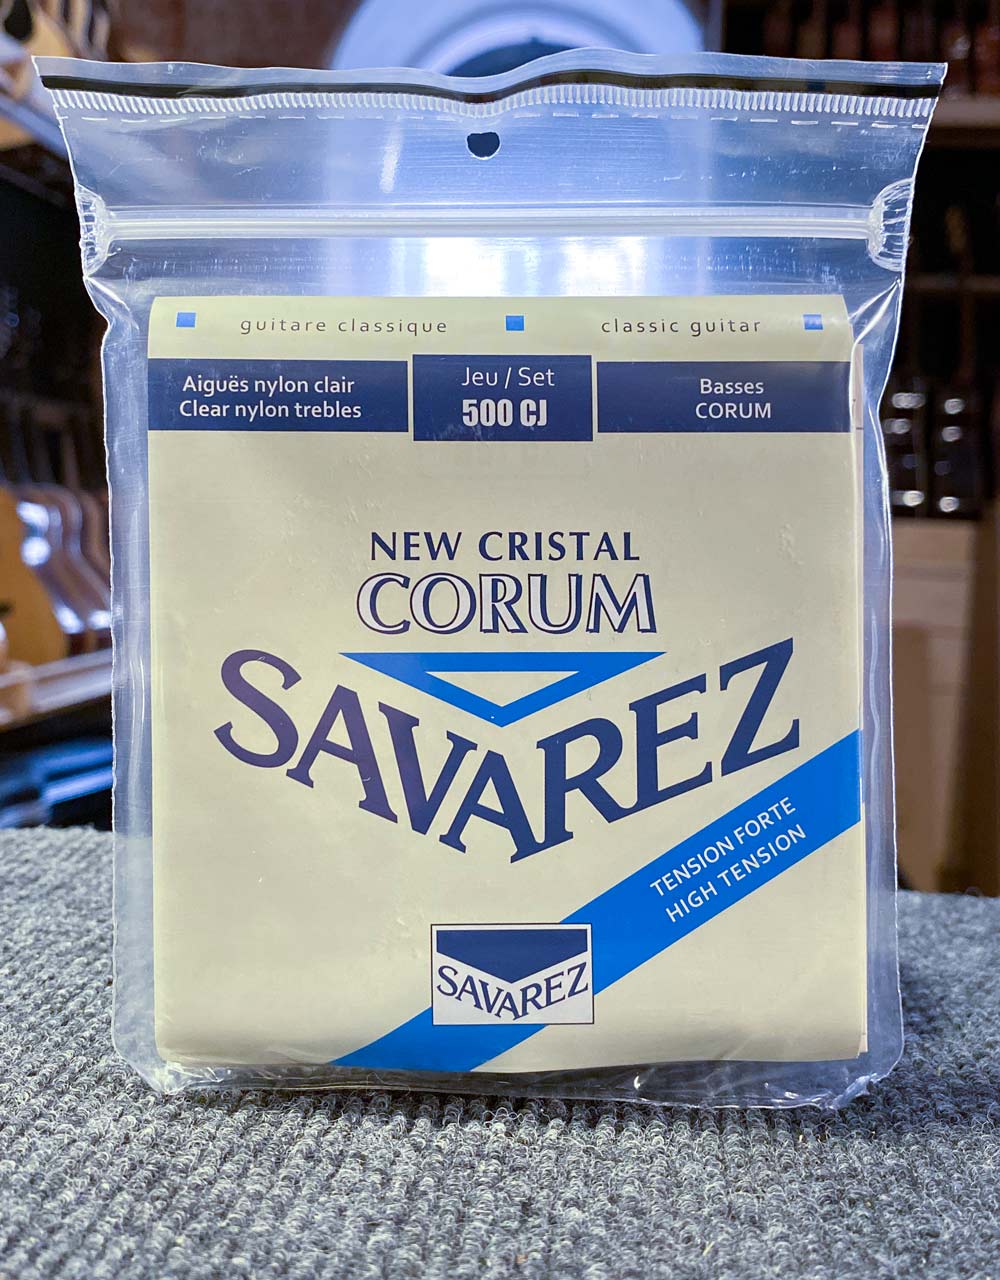 guitare classique
classic guitar
Aiguës nylon clair
Clear nylon trebles
Jeu / Set
500 CJ
Basses
CORUM
NEW CRISTAL
CORUM
SAVAREZ
TENSION FORTE
HIGH TENSION
SAVAREZ